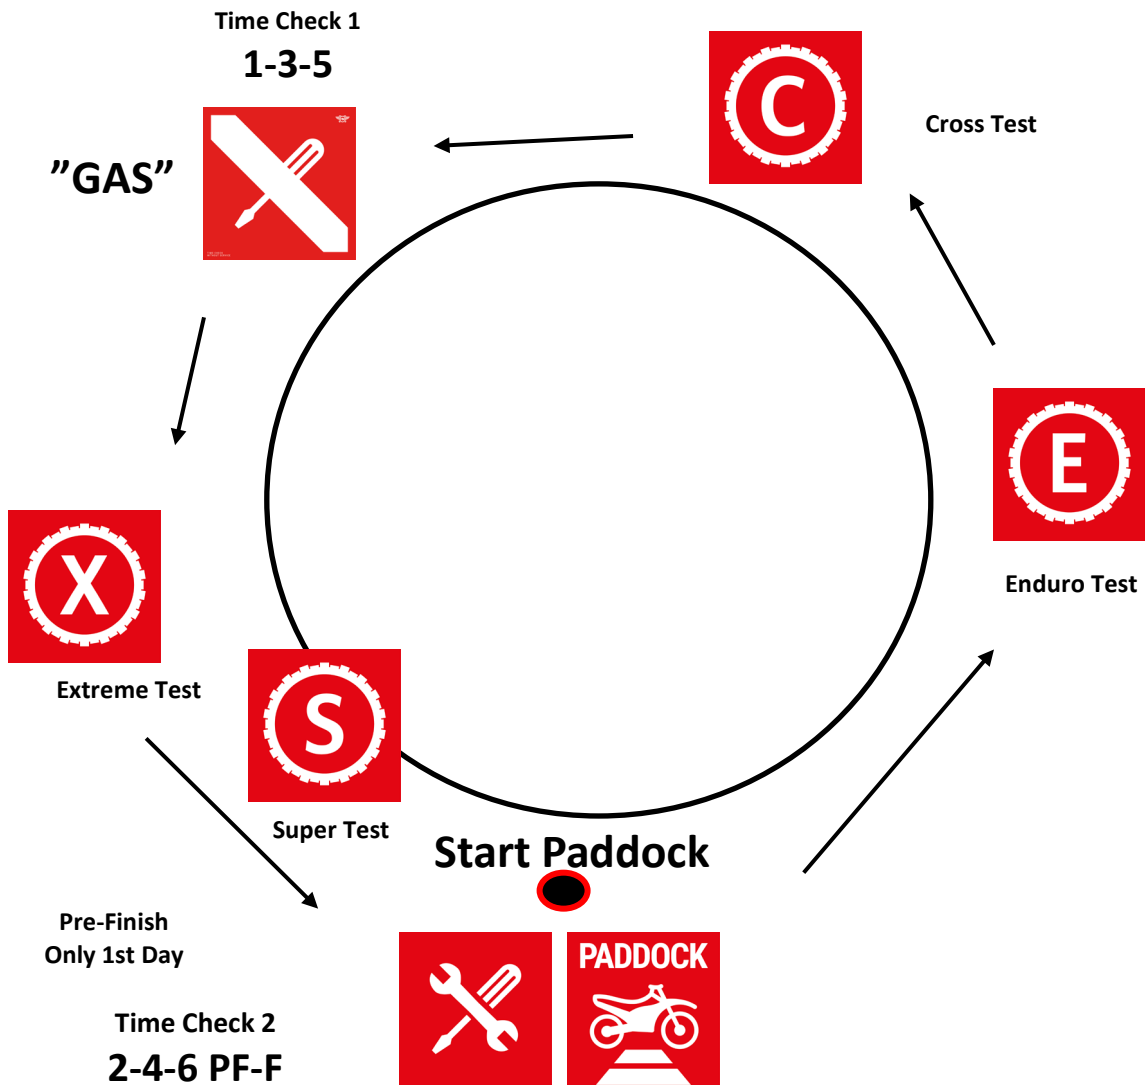 Time Check 1
1-3-5
”GAS”
C
Cross Test
E
Enduro Test
X
Extreme Test
S
Super Test
Start Paddock
Pre-Finish
Only 1st Day
PADDOCK
Time Check 2
2-4-6 PF-F